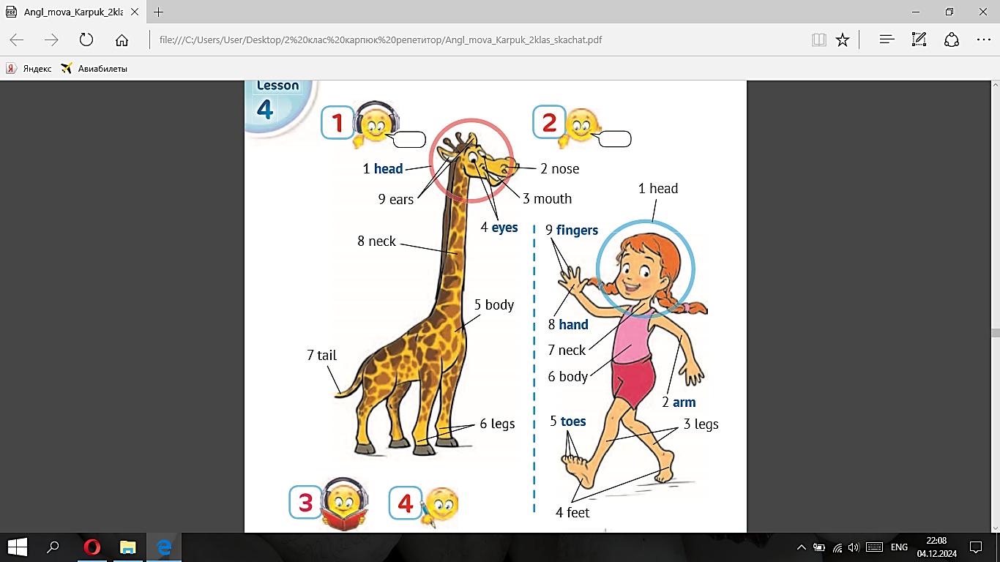 Angl_mova_Karpuk_2kla
file:///C:/Users/User/Desktop/2%20клас%20карпюк%20репетитор/Angl_mova_Karpuk_2klas_skachat.pdf
Яндекс
Авиабилеты
Lesson
4
1
2
1 head
2 nose
9 ears
3 mouth
4 eyes
8 neck
5 body
7 tail
6 legs
1 head
9 fingers
8 hand
7 neck
6 body
2 arm
5 toes
3 legs
4 feet
3
4
ENG
22:08
04.12.2024